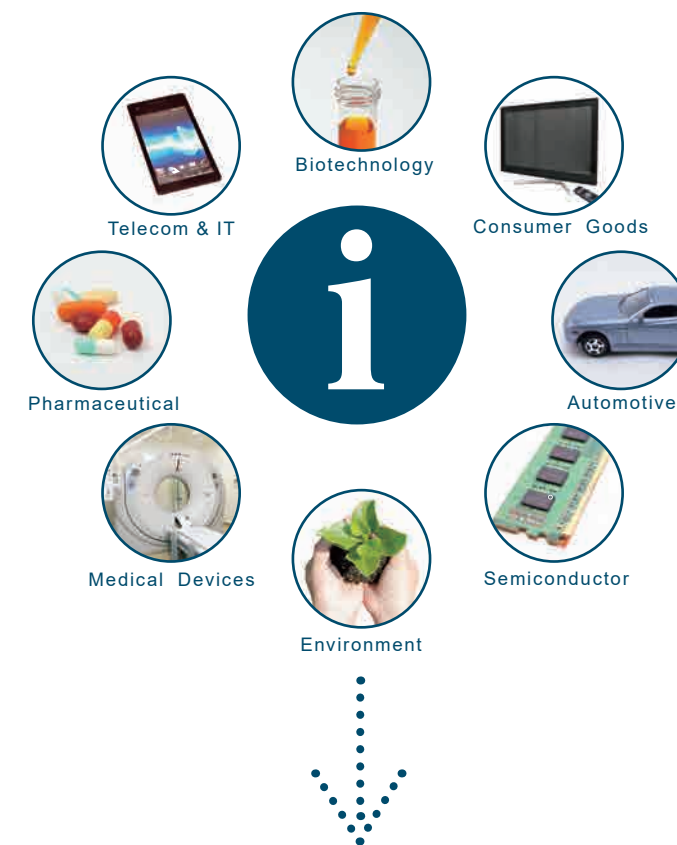 Biotechnology
Telecom & IT
Consumer Goods
i
Pharmaceutical
Automotive
Medical Devices
Semiconductor
Environment